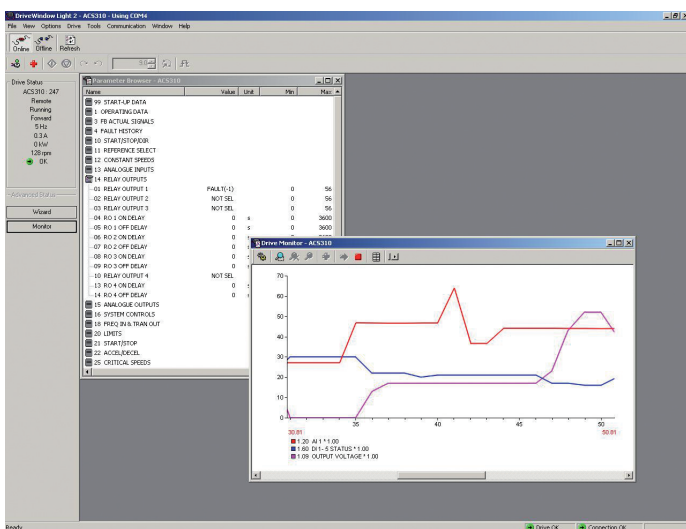 DriveWindow Light 2 - ACS310 - Using COM4
File View Options Drive Tools Communication Window Help
Online Offline Refresh
5.0
Drive Status
ACS310: 247
Remote
Running
Forward
5 Hz
0.3 A
0 kW
128 rpm
OK
Advanced Status
Wizard
Monitor
Parameter Browser - ACS310
Name Value Unit Min Max
99 START-UP DATA
1 OPERATING DATA
3 FB ACTUAL SIGNALS
4 FAULT HISTORY
10 START/STOP/DIR
11 REFERENCE SELECT
12 CONSTANT SPEEDS
13 ANALOGUE INPUTS
14 RELAY OUTPUTS
01 RELAY OUTPUT 1 FAULT(-1) 0 56
02 RELAY OUTPUT 2 NOT SEL 0 56
03 RELAY OUTPUT 3 NOT SEL 0 56
04 RO 1 ON DELAY 0 s 0 3600
05 RO 1 OFF DELAY 0 s 0 3600
06 RO 2 ON DELAY 0
07 RO 2 OFF DELAY 0
08 RO 3 ON DELAY 0
09 RO 3 OFF DELAY 0
10 RELAY OUTPUT 4 NOT SEL
13 RO 4 ON DELAY 0
14 RO 4 OFF DELAY 0
15 ANALOGUE OUTPUTS
16 SYSTEM CONTROLS
18 FREQ IN & TRAN OUT
20 LIMITS
21 START/STOP
22 ACCEL/DECEL
25 CRITICAL SPEEDS
Drive Monitor - ACS310
70
60
50
40
30
20
10
0
35 40 45 50
30.81 50.81
1.20 AI 1 * 1.00
1.60 DI 1- 5 STATUS * 1.00
1.09 OUTPUT VOLTAGE * 1.00
Ready Drive OK Connection OK